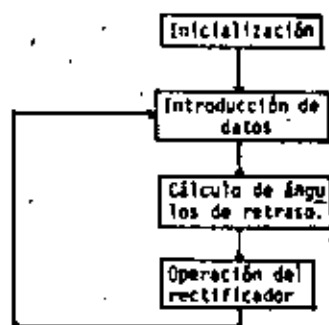 Inicialización
Introducción de
datos
Cálculo de ángu
los de retraso.
Operación del
rectificador